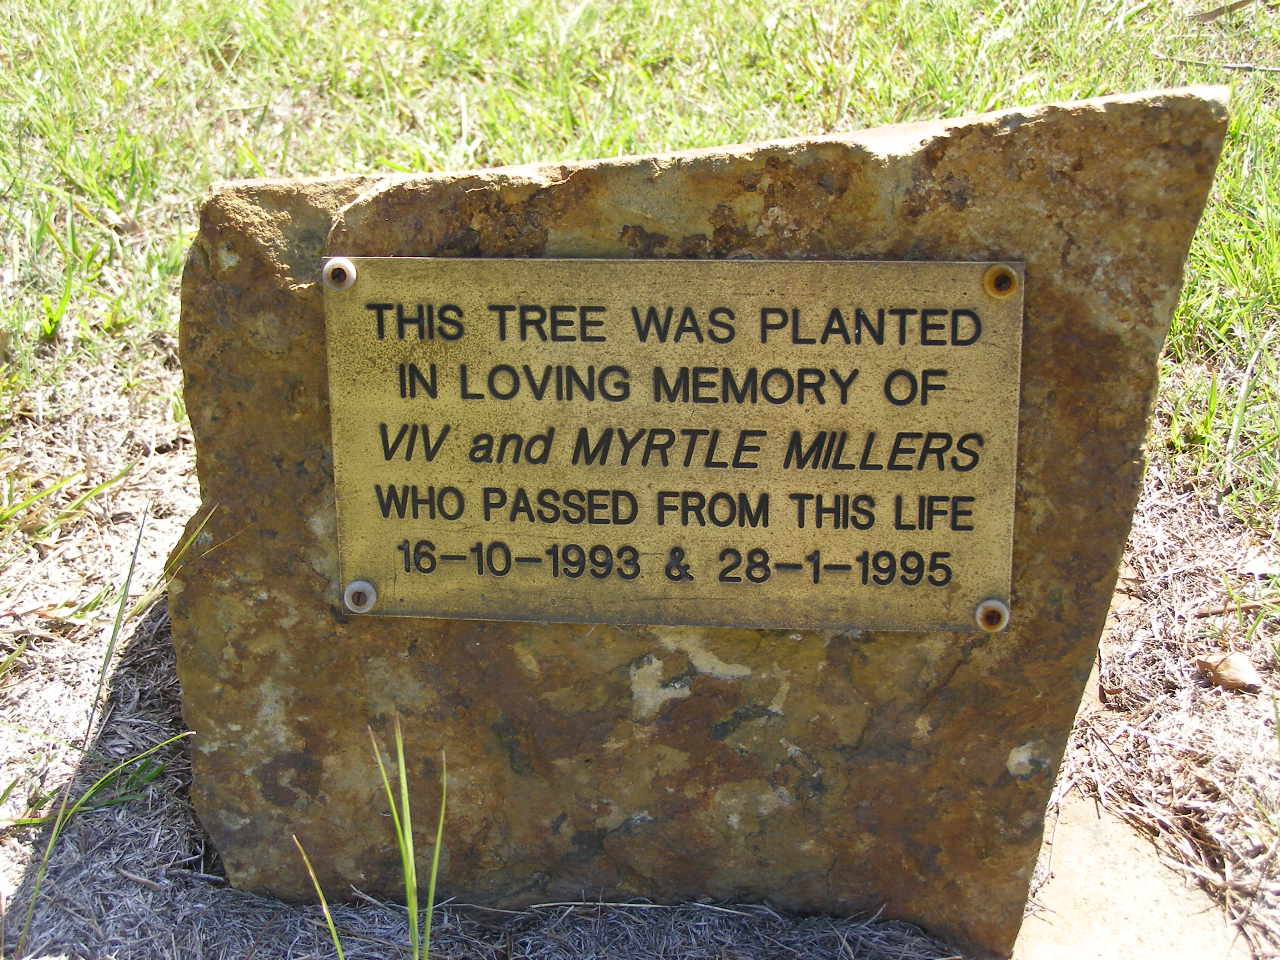 THIS TREE WAS PLANTED
IN LOVING MEMORY OF
VIV and MYRTLE MILLERS
WHO PASSED FROM THIS LIFE
16-10-1993 & 28-1-1995